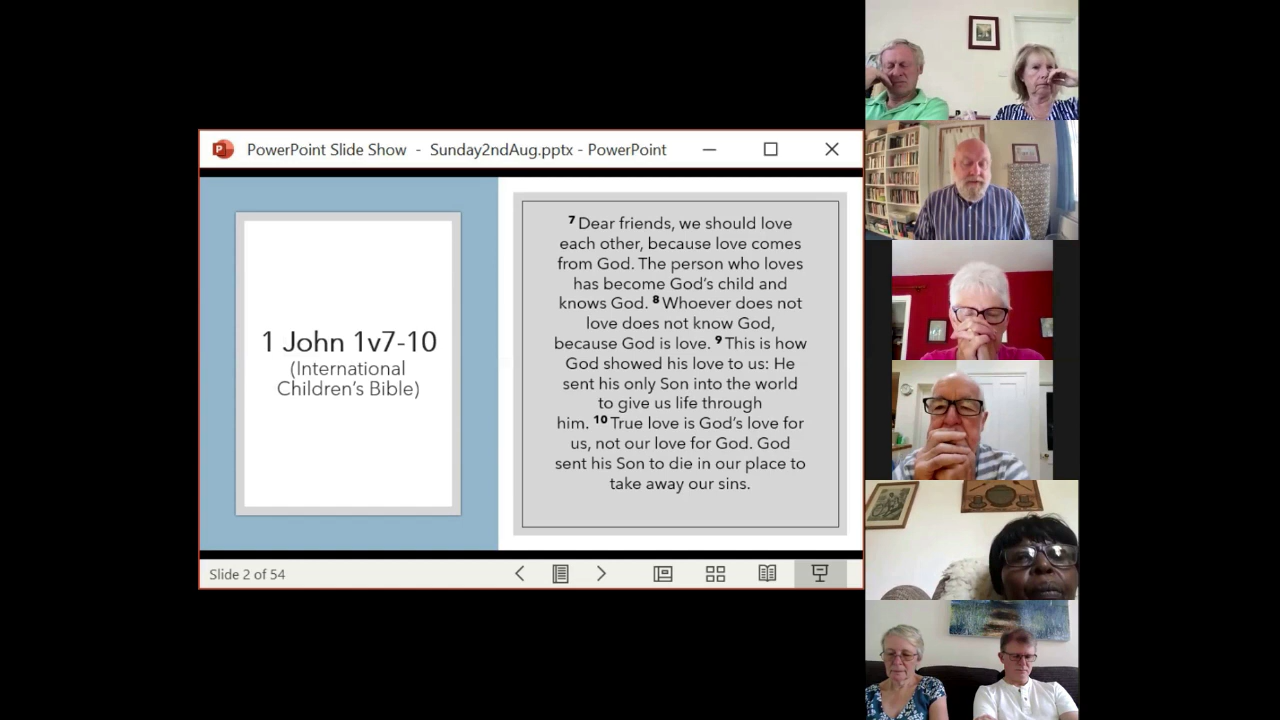 PowerPoint Slide Show - Sunday2ndAug.pptx - PowerPoint
1 John 1v7-10
(International
Children's Bible)
7 Dear friends, we should love
each other, because love comes
from God. The person who loves
has become God's child and
knows God. 8 Whoever does not
love does not know God,
because God is love. 9 This is how
God showed his love to us: He
sent his only Son into the world
to give us life through
him. 10 True love is God's love for
us, not our love for God. God
sent his Son to die in our place to
take away our sins.
Slide 2 of 54